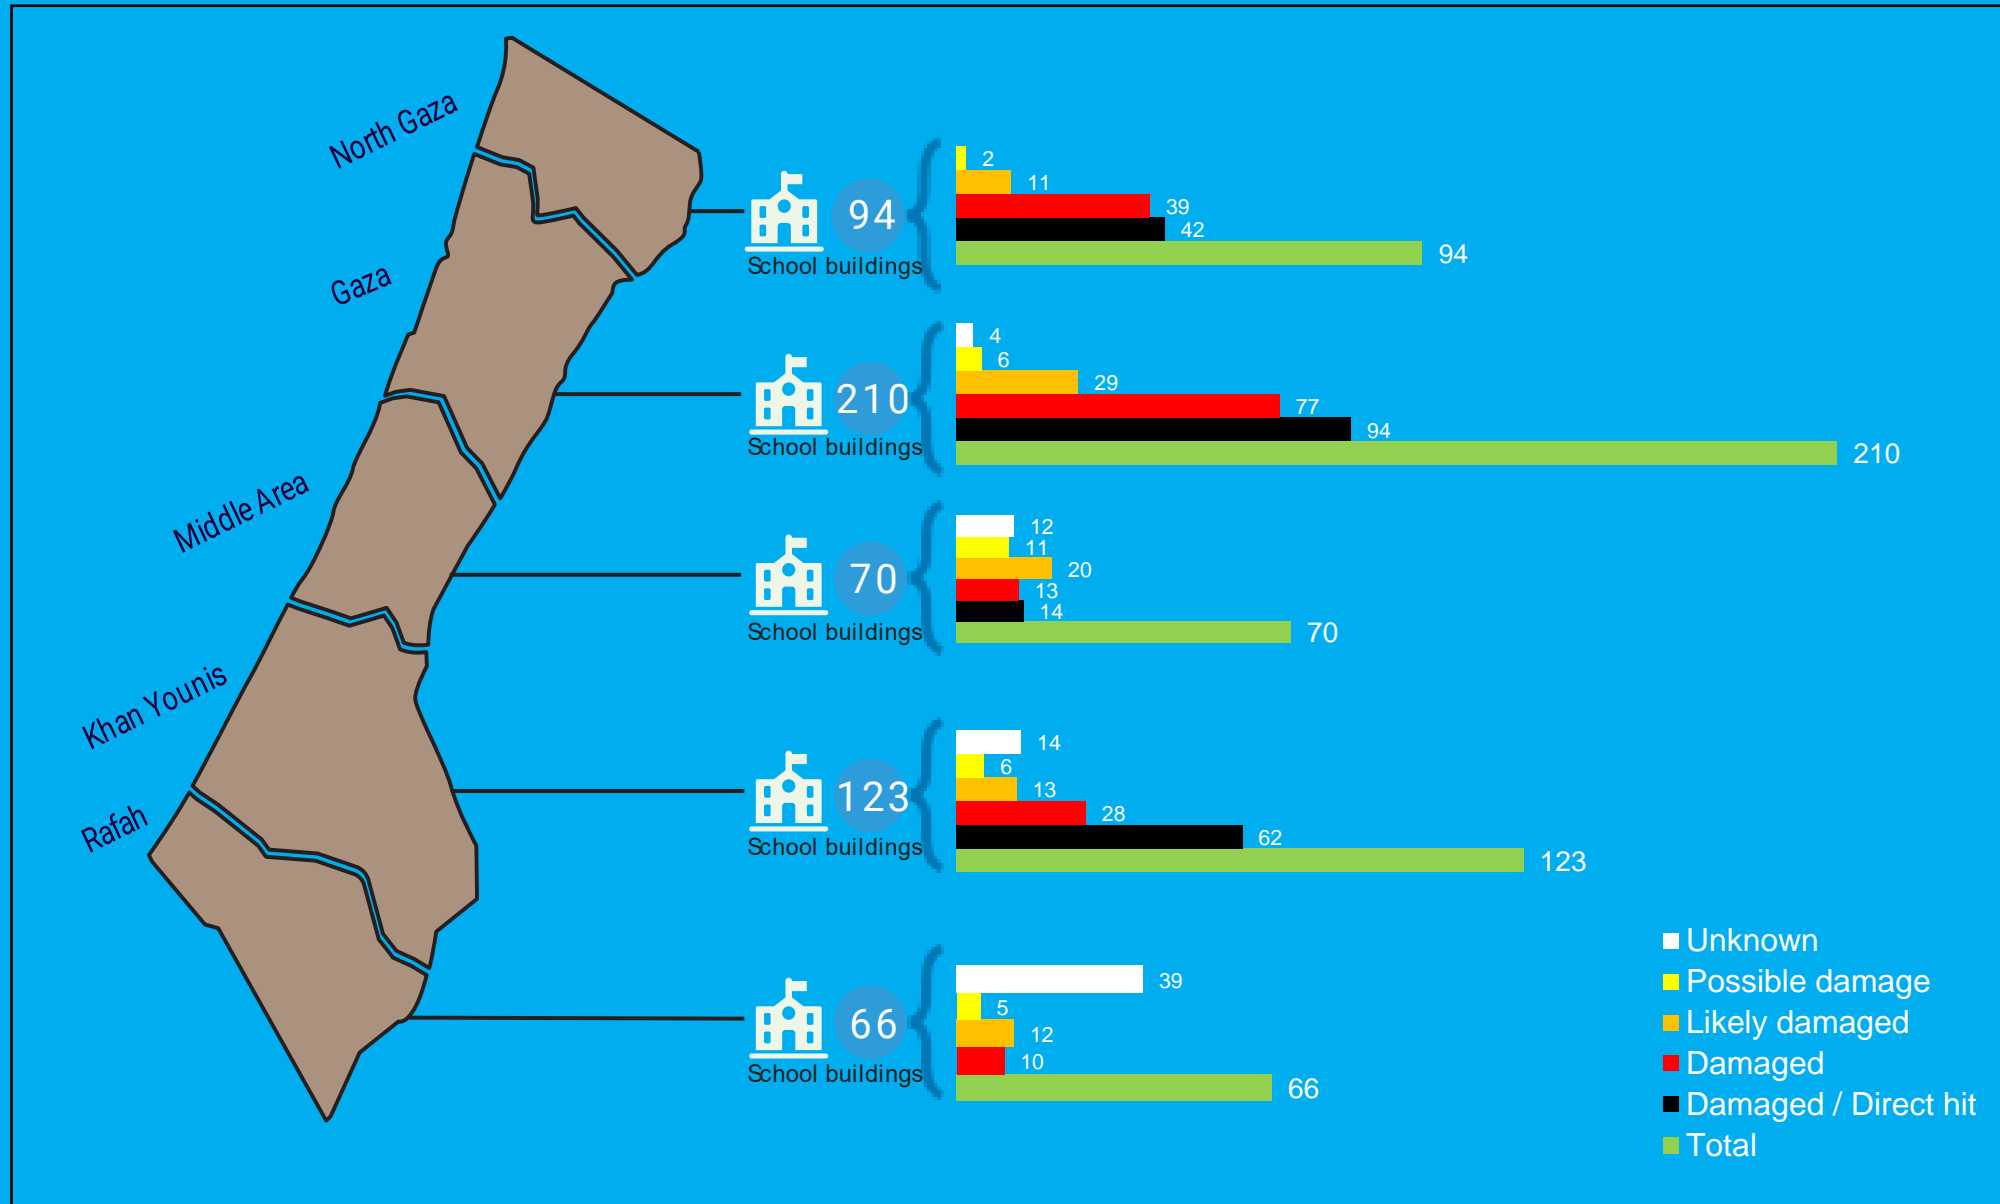 North Gaza
Gaza
Middle Area
Khan Younis
Rafah
94
School buildings
2
11
39
42
94
210
School buildings
4
6
29
77
94
210
70
School buildings
12
11
20
13
14
70
123
School buildings
14
6
13
28
62
123
66
School buildings
39
5
12
10
66
Unknown
Possible damage
Likely damaged
Damaged
Damaged / Direct hit
Total